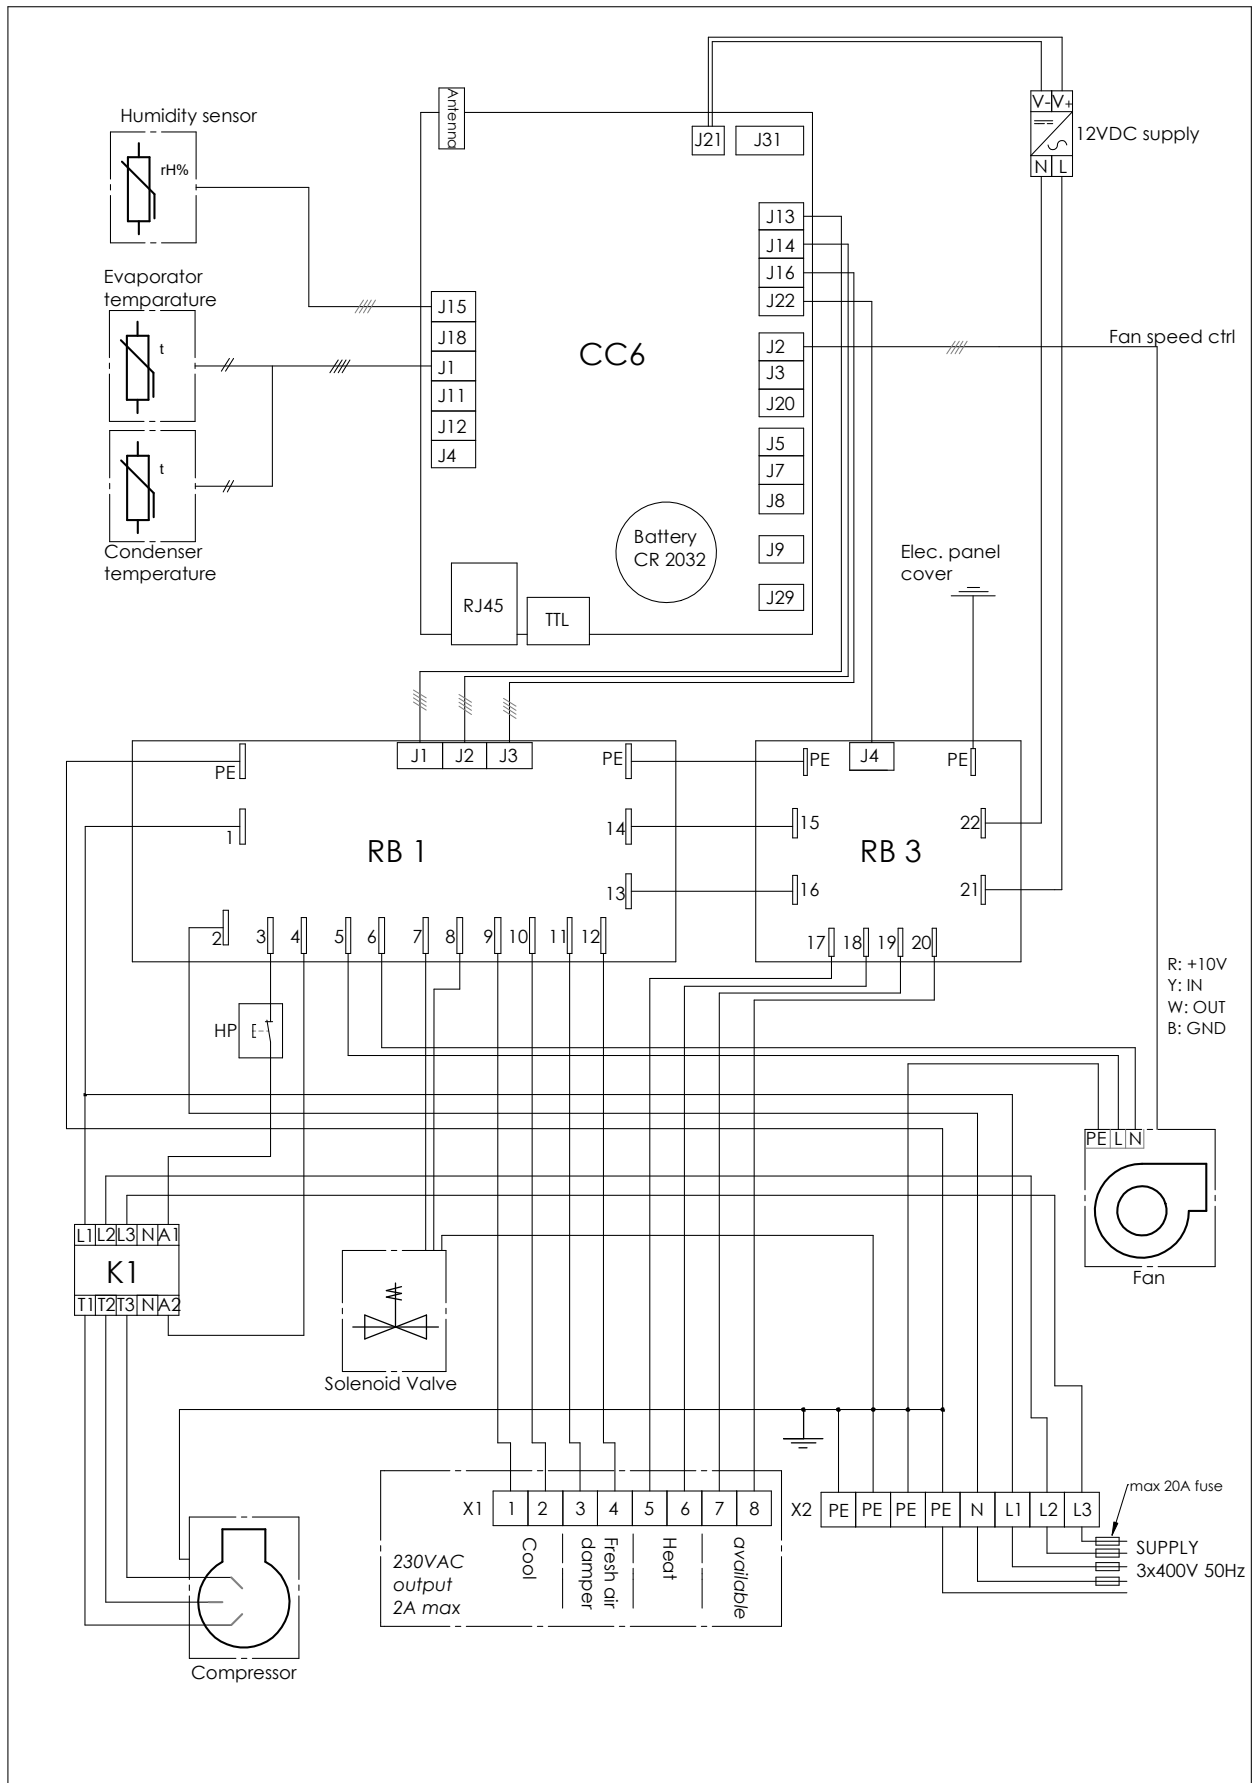 Antenna
Humidity sensor
rH%
J21
J31
V- V+
12VDC supply
N L
J13
J14
J16
J22
Evaporator
temparature
t
J15
J18
J1
J11
J12
J4
CC6
J2
J3
J20
Fan speed ctrl
J5
J7
J8
J9
J29
t
Condenser
temperature
Battery
CR 2032
RJ45
TTL
Elec. panel
cover
PE
J1 J2 J3
PE
PE
J4
PE
1
RB 1
14
13
15
16
RB 3
22
21
2 3 4 5 6 7 8 9 10 11 12
17 18 19 20
R: +10V
Y: IN
W: OUT
B: GND
HP
PE L N
Fan
L1 L2 L3 N A1
K1
T1 T2 T3 N A2
Solenoid Valve
X1 1 2 3 4 5 6 7 8
Cool
Fresh air
damper
Heat
available
230VAC
output
2A max
X2 PE PE PE PE N L1 L2 L3
max 20A fuse
SUPPLY
3x400V 50Hz
Compressor